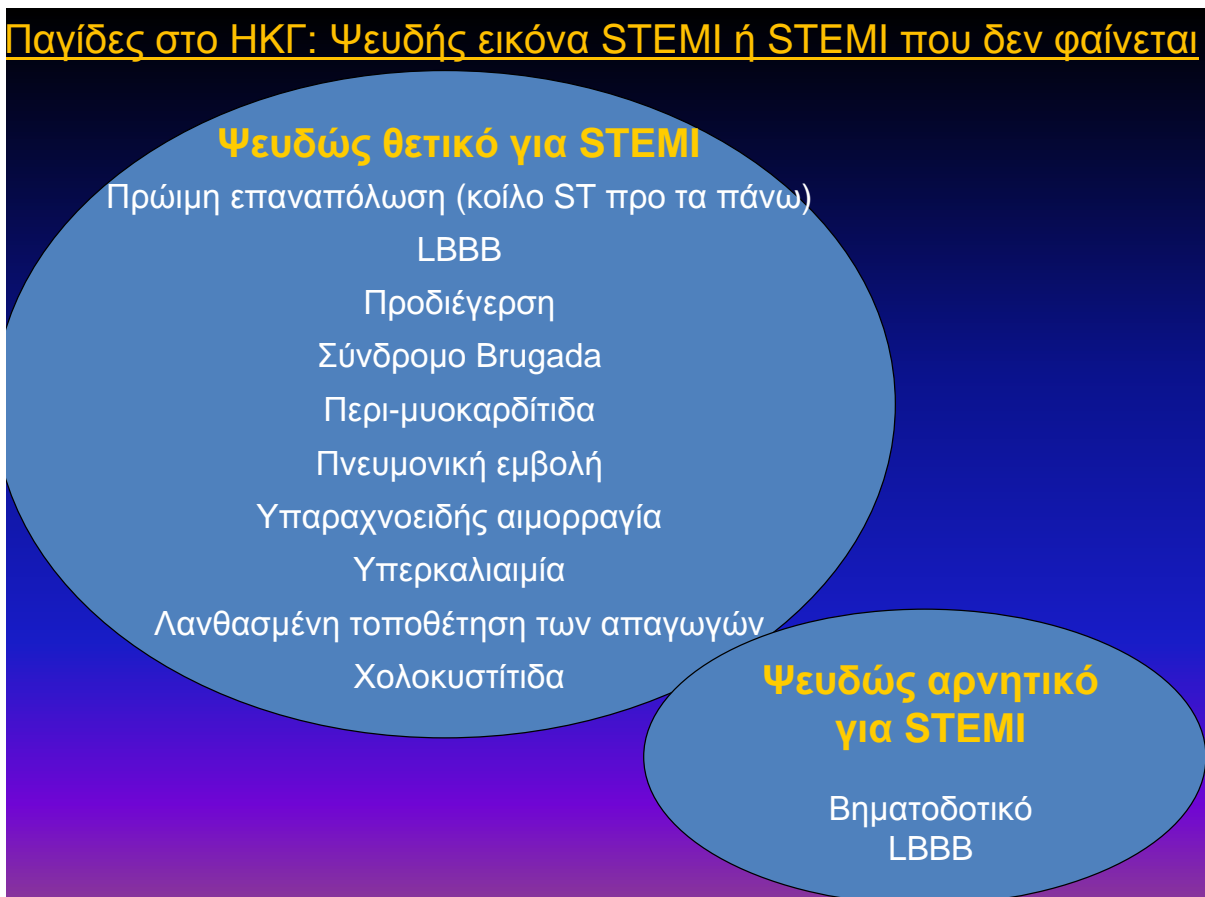 Παγίδες στο ΗΚΓ: Ψευδής εικόνα STEMI ή STEMI που δεν φαίνεται
Ψευδώς θετικό για STEMI
Πρώιμη επαναπόλωση (κοίλο ST προ τα πάνω)
LBBB
Προδιέγερση
Σύνδρομο Brugada
Περι-μυοκαρδίτιδα
Πνευμονική εμβολή
Υπαραχνοειδής αιμορραγία
Υπερκαλιαιμία
Λανθασμένη τοποθέτηση των απαγωγών
Χολοκυστίτιδα
Ψευδώς αρνητικό
για STEMI
Βηματοδοτικό
LBBB